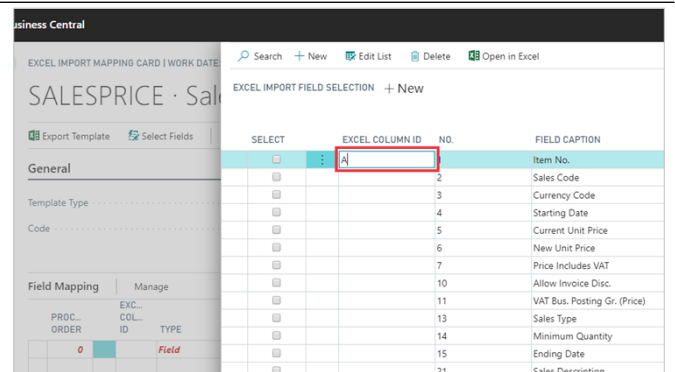 usiness Central
Search + New Edit List Delete Open in Excel
EXCEL IMPORT MAPPING CARD | WORK DATE:
EXCEL IMPORT FIELD SELECTION + New
SALESPRICE · Sal
Export Template Select Fields
SELECT EXCEL COLUMN ID NO. FIELD CAPTION
General
A 1 Item No.
2 Sales Code
Template Type
3 Currency Code
4 Starting Date
Code
5 Current Unit Price
6 New Unit Price
7 Price Includes VAT
Field Mapping Manage
10 Allow Invoice Disc.
11 VAT Bus. Posting Gr. (Price)
PROC... ORDER EXC... COL... ID TYPE
13 Sales Type
14 Minimum Quantity
0 Field
15 Ending Date
21 Sales Description